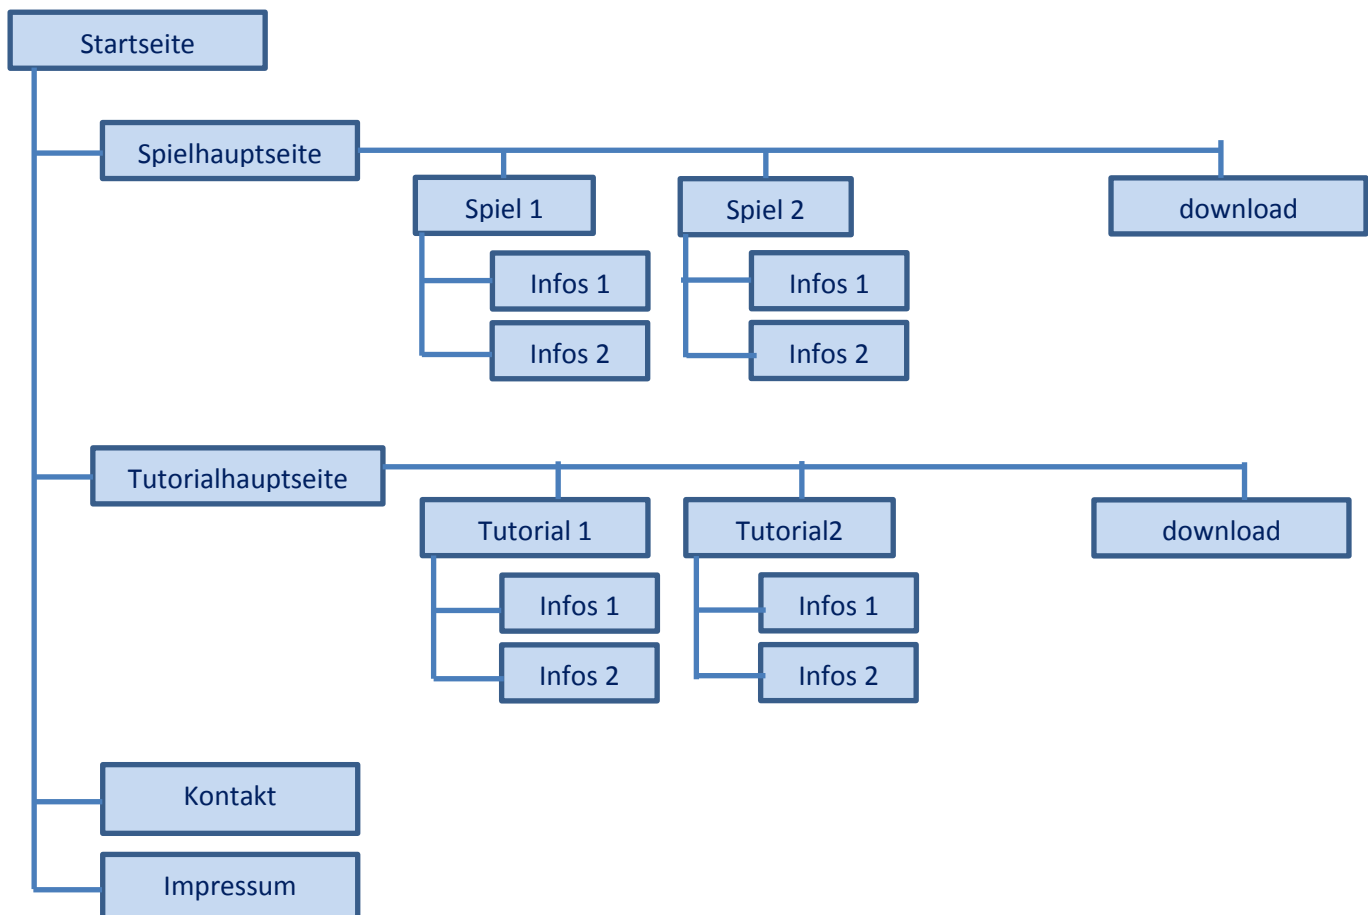 Startseite
Spielhauptseite
Spiel 1
Spiel 2
download
Infos 1
Infos 1
Infos 2
Infos 2
Tutorialhauptseite
Tutorial 1
Tutorial2
download
Infos 1
Infos 1
Infos 2
Infos 2
Kontakt
Impressum